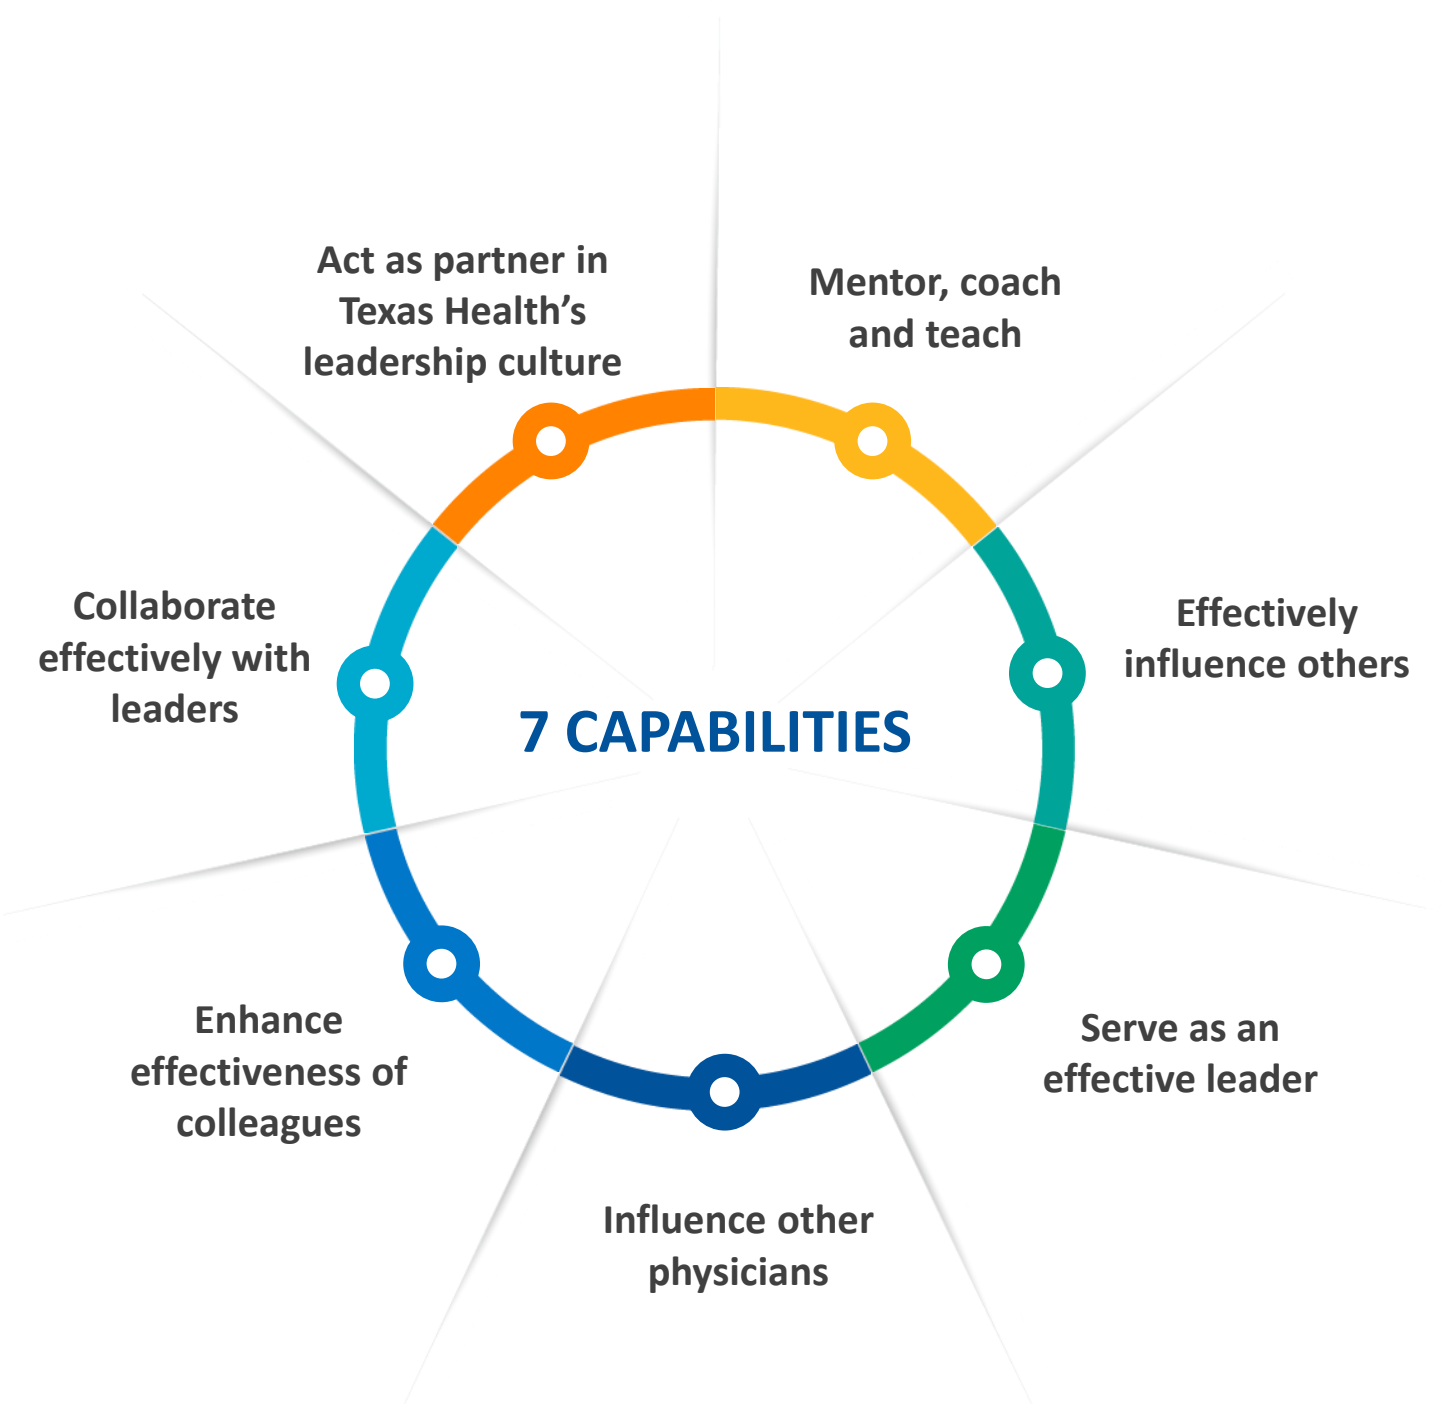 Act as partner in
Texas Health’s
leadership culture
Mentor, coach
and teach
Collaborate
effectively with
leaders
Effectively
influence others
7 CAPABILITIES
Enhance
effectiveness of
colleagues
Serve as an
effective leader
Influence other
physicians